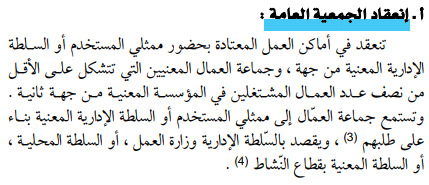 أ . إنعقاد الجمعية العامة :
تنعقد في أماكن العمل المعتادة بحضور ممثلي المستخدم أو السلطة
الإدارية المعنية من جهة ، وجماعة العمال المعنيين التي تتشكل على الأقل
من نصف عدد العمال المشتغلين في المؤسسة المعنية من جهة ثانية .
وتستمع جماعة العمّال إلى ممثلي المستخدم أو السلطة الإدارية المعنية بناء
على طلبهم (3) ، ويقصد بالسّلطة الإدارية وزارة العمل ، أو السلطة المحلية ،
أو السلطة المعنية بقطاع النّشاط (4) .